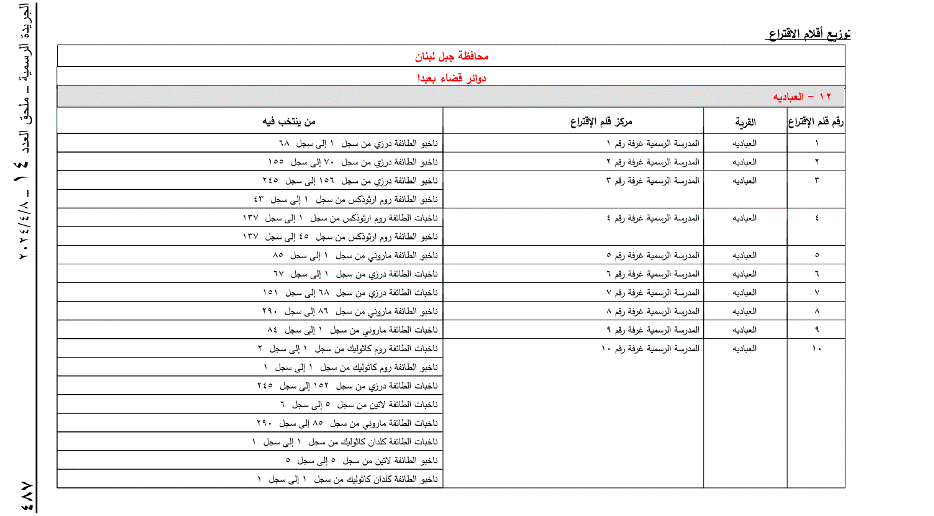 الجريدة الرسمية – ملحق العدد ١٤ – ٢٠٢٤/٤/٨
٤٨٧
توزيع أقلام الاقتراع
محافظة جبل لبنان
دوائر قضاء بعبدا
١٢ - العباديه
رقم قلم الإقتراع القرية مركز قلم الإقتراع من ينتخب فيه
١ العباديه المدرسة الرسمية غرفة رقم ١ ناخبو الطائفة درزي من سجل ١ إلى سجل ٦٨
٢ العباديه المدرسة الرسمية غرفة رقم ٢ ناخبو الطائفة درزي من سجل ٧٠ إلى سجل ١٥٥
٣ العباديه المدرسة الرسمية غرفة رقم ٣ ناخبو الطائفة درزي من سجل ١٥٦ إلى سجل ٢٤٥
ناخبو الطائفة روم ارثوذكس من سجل ١ إلى سجل ٤٣
٤ العباديه المدرسة الرسمية غرفة رقم ٤ ناخبات الطائفة روم ارثوذكس من سجل ١ إلى سجل ١٣٧
ناخبو الطائفة روم ارثوذكس من سجل ٤٥ إلى سجل ١٣٧
٥ العباديه المدرسة الرسمية غرفة رقم ٥ ناخبو الطائفة ماروني من سجل ١ إلى سجل ٨٥
٦ العباديه المدرسة الرسمية غرفة رقم ٦ ناخبات الطائفة درزي من سجل ١ إلى سجل ٦٧
٧ العباديه المدرسة الرسمية غرفة رقم ٧ ناخبات الطائفة درزي من سجل ٦٨ إلى سجل ١٥١
٨ العباديه المدرسة الرسمية غرفة رقم ٨ ناخبو الطائفة ماروني من سجل ٨٦ إلى سجل ٢٩٠
٩ العباديه المدرسة الرسمية غرفة رقم ٩ ناخبات الطائفة ماروني من سجل ١ إلى سجل ٨٤
١٠ العباديه المدرسة الرسمية غرفة رقم ١٠ ناخبات الطائفة روم كاثوليك من سجل ١ إلى سجل ٢
ناخبو الطائفة روم كاثوليك من سجل ١ إلى سجل ١
ناخبات الطائفة درزي من سجل ١٥٢ إلى سجل ٢٤٥
ناخبات الطائفة لاتين من سجل ٥ إلى سجل ٦
ناخبات الطائفة ماروني من سجل ٨٥ إلى سجل ٢٩٠
ناخبات الطائفة كلدان كاثوليك من سجل ١ إلى سجل ١
ناخبو الطائفة لاتين من سجل ٥ إلى سجل ٥
ناخبو الطائفة كلدان كاثوليك من سجل ١ إلى سجل ١